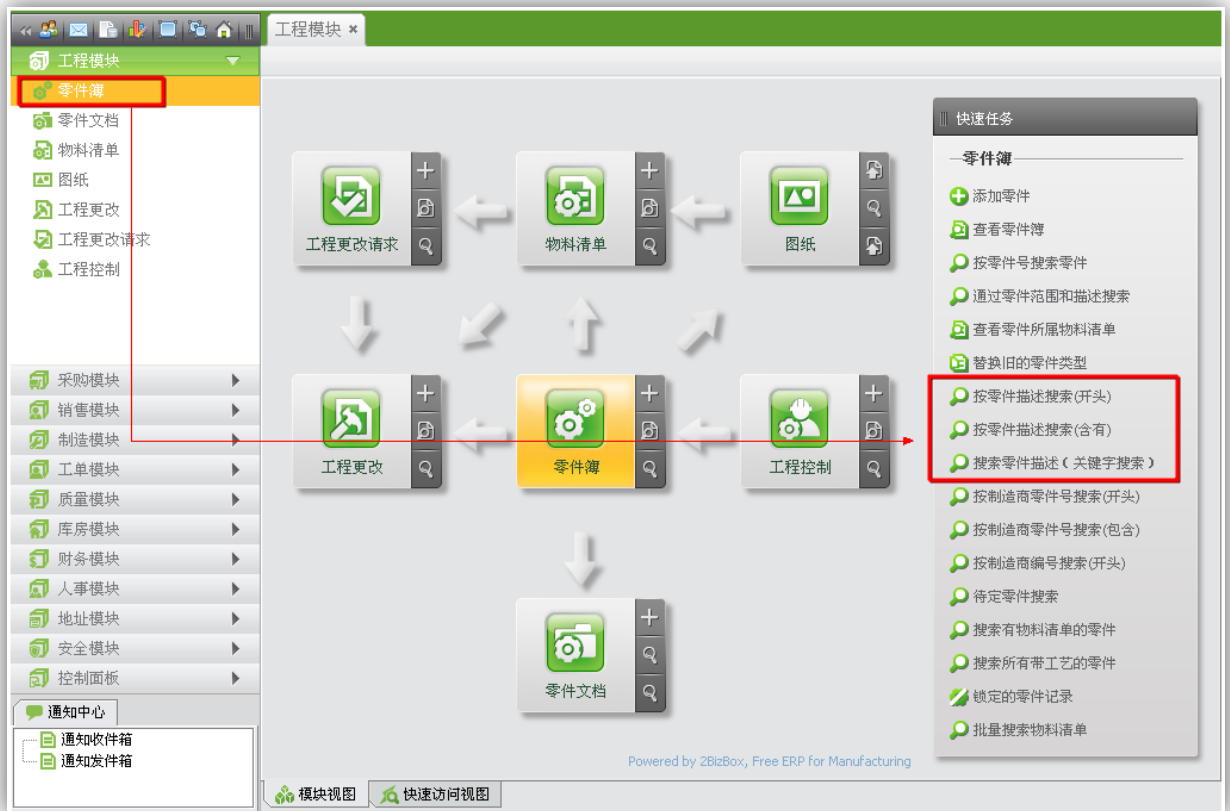 工程模块
工程模块
零件簿
零件文档
物料清单
图纸
工程更改
工程更改请求
工程控制
采购模块
销售模块
制造模块
工单模块
质量模块
库房模块
财务模块
人事模块
地址模块
安全模块
控制面板
通知中心
通知收件箱
通知发件箱
工程更改请求
物料清单
图纸
工程更改
零件簿
工程控制
零件文档
Powered by 2BizBox, Free ERP for Manufacturing
模块视图
快速访问视图
快速任务
零件簿
添加零件
查看零件簿
按零件号搜索零件
通过零件范围和描述搜索
查看零件所属物料清单
替换旧的零件类型
按零件描述搜索(开头)
按零件描述搜索(含有)
搜索零件描述（关键字搜索）
按制造商零件号搜索(开头)
按制造商零件号搜索(包含)
按制造商编号搜索(开头)
待定零件搜索
搜索有物料清单的零件
搜索所有带工艺的零件
锁定的零件记录
批量搜索物料清单